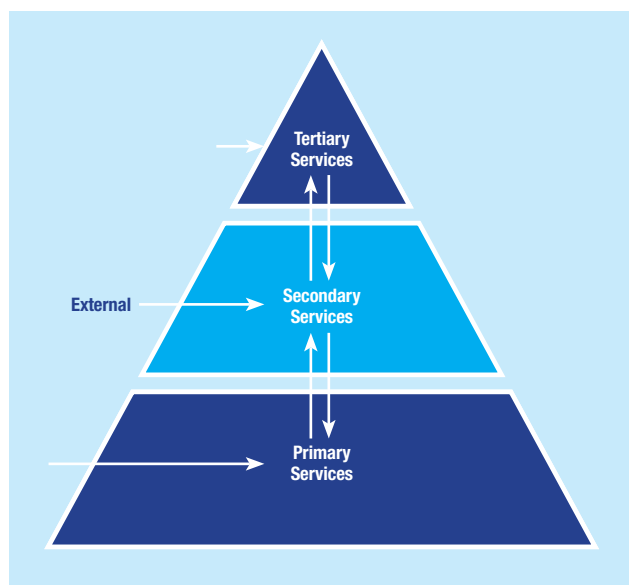 Tertiary
Services
External
Secondary
Services
Primary
Services